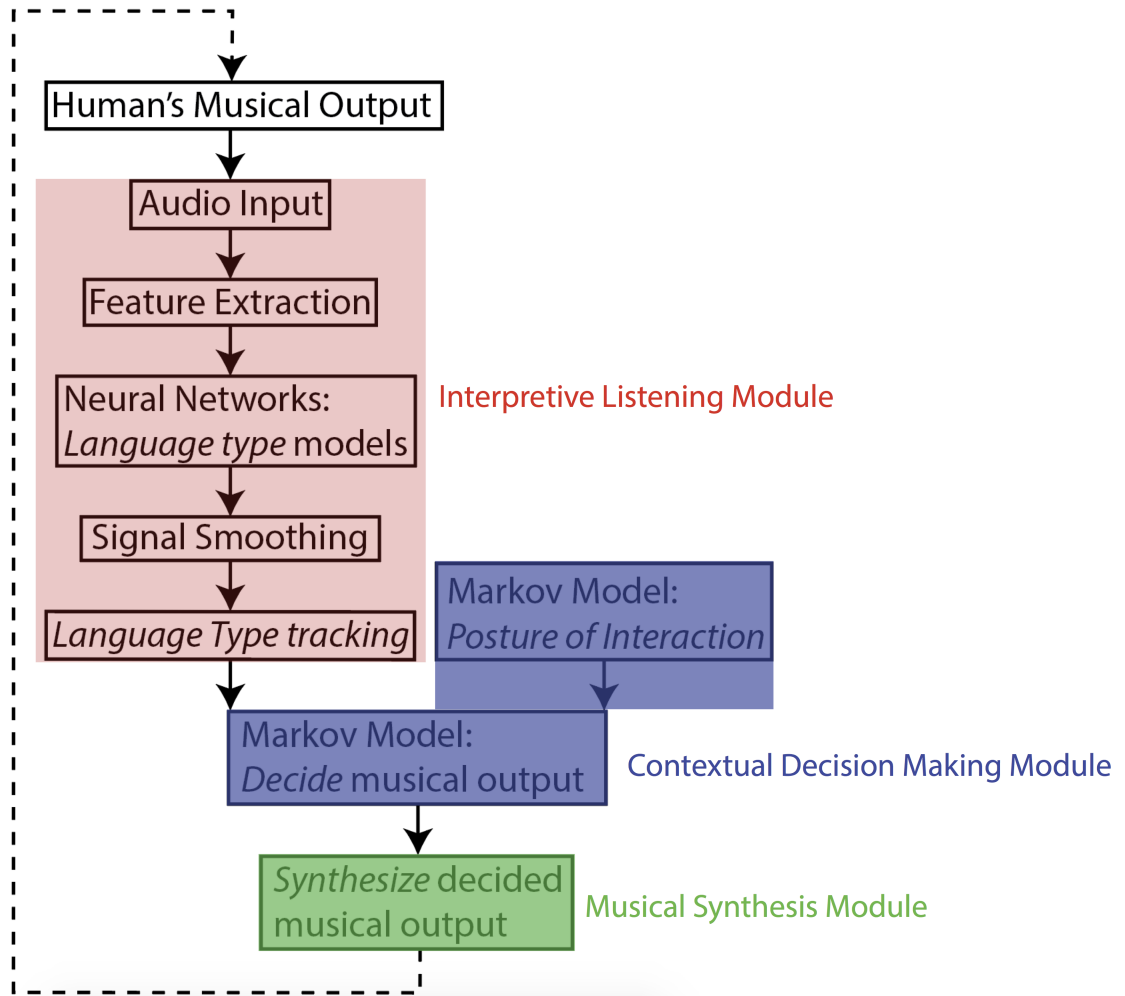 Human’s Musical Output
Audio Input
Feature Extraction
Neural Networks:
Language type models
Interpretive Listening Module
Signal Smoothing
Language Type tracking
Markov Model:
Posture of Interaction
Markov Model:
Decide musical output
Contextual Decision Making Module
Synthesize decided
musical output
Musical Synthesis Module